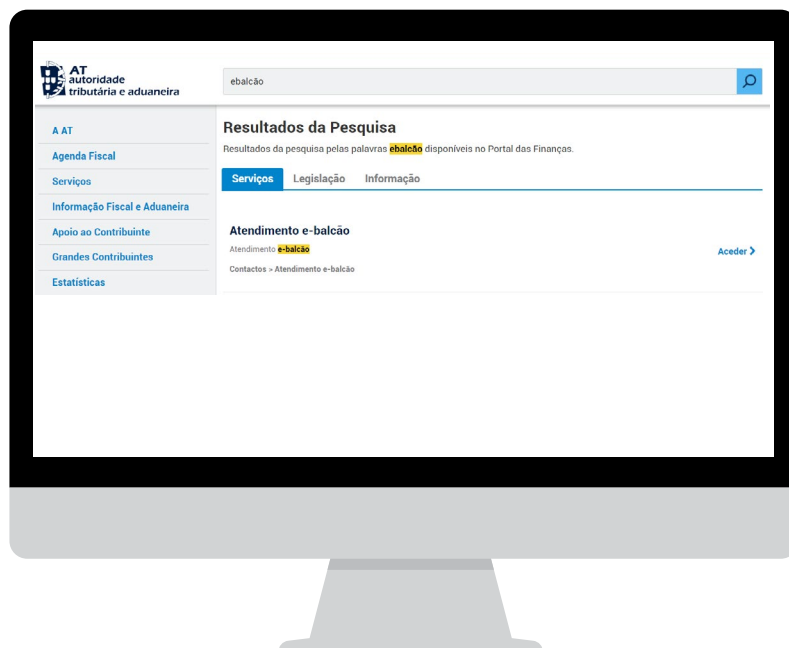 AT
autoridade
tributária e aduaneira
ebalcão
A AT
Agenda Fiscal
Serviços
Informação Fiscal e Aduaneira
Apoio ao Contribuinte
Grandes Contribuintes
Estatísticas
Resultados da Pesquisa
Resultados da pesquisa pelas palavras ebalcão disponíveis no Portal das Finanças.
Serviços Legislação Informação
Atendimento e-balcão
Atendimento e-balcão
Aceder >
Contactos > Atendimento e-balcão